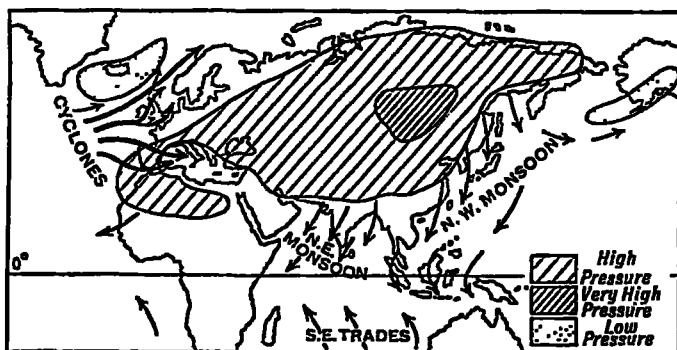 CYCLONES
N.W. MONSOON
N.E.
MONSOON
0°
S.E. TRADES
High
Pressure
Very High
Pressure
Low
Pressure